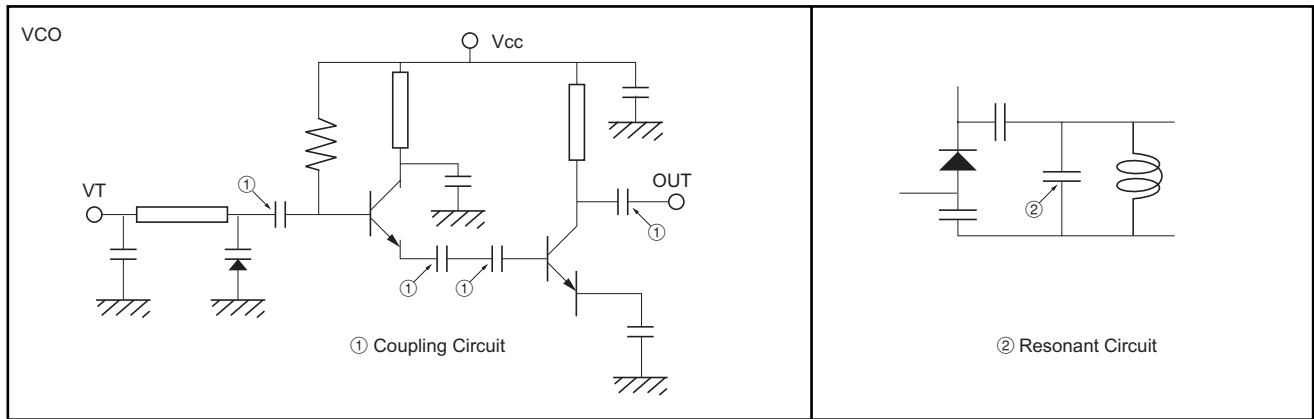 VCO
Vcc
VT
①
OUT
①
①
①
②
① Coupling Circuit
② Resonant Circuit